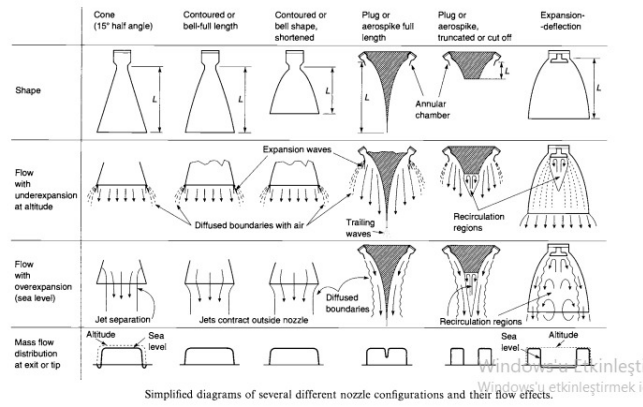 Cone
(15° half angle)
Contoured or
bell-full length
Contoured or
bell shape,
shortened
Plug or
aerospike full
length
Plug or
aerospike,
truncated or cut off
Expansion-
-deflection
Shape
L
L
L
L
L
L
Annular
chamber
Flow
with
underexpansion
at altitude
Expansion waves
Diffused boundaries with air
Trailing
waves
Recirculation
regions
Flow
with
overexpansion
(sea level)
Jet separation
Jets contract outside nozzle
Diffused
boundaries
Recirculation regions
Mass flow
distribution
at exit or tip
Altitude
Sea
level
Sea
level
Altitude
Windows'u Etkinleşti
Windows'u etkinleştirmek i
Simplified diagrams of several different nozzle configurations and their flow effects.